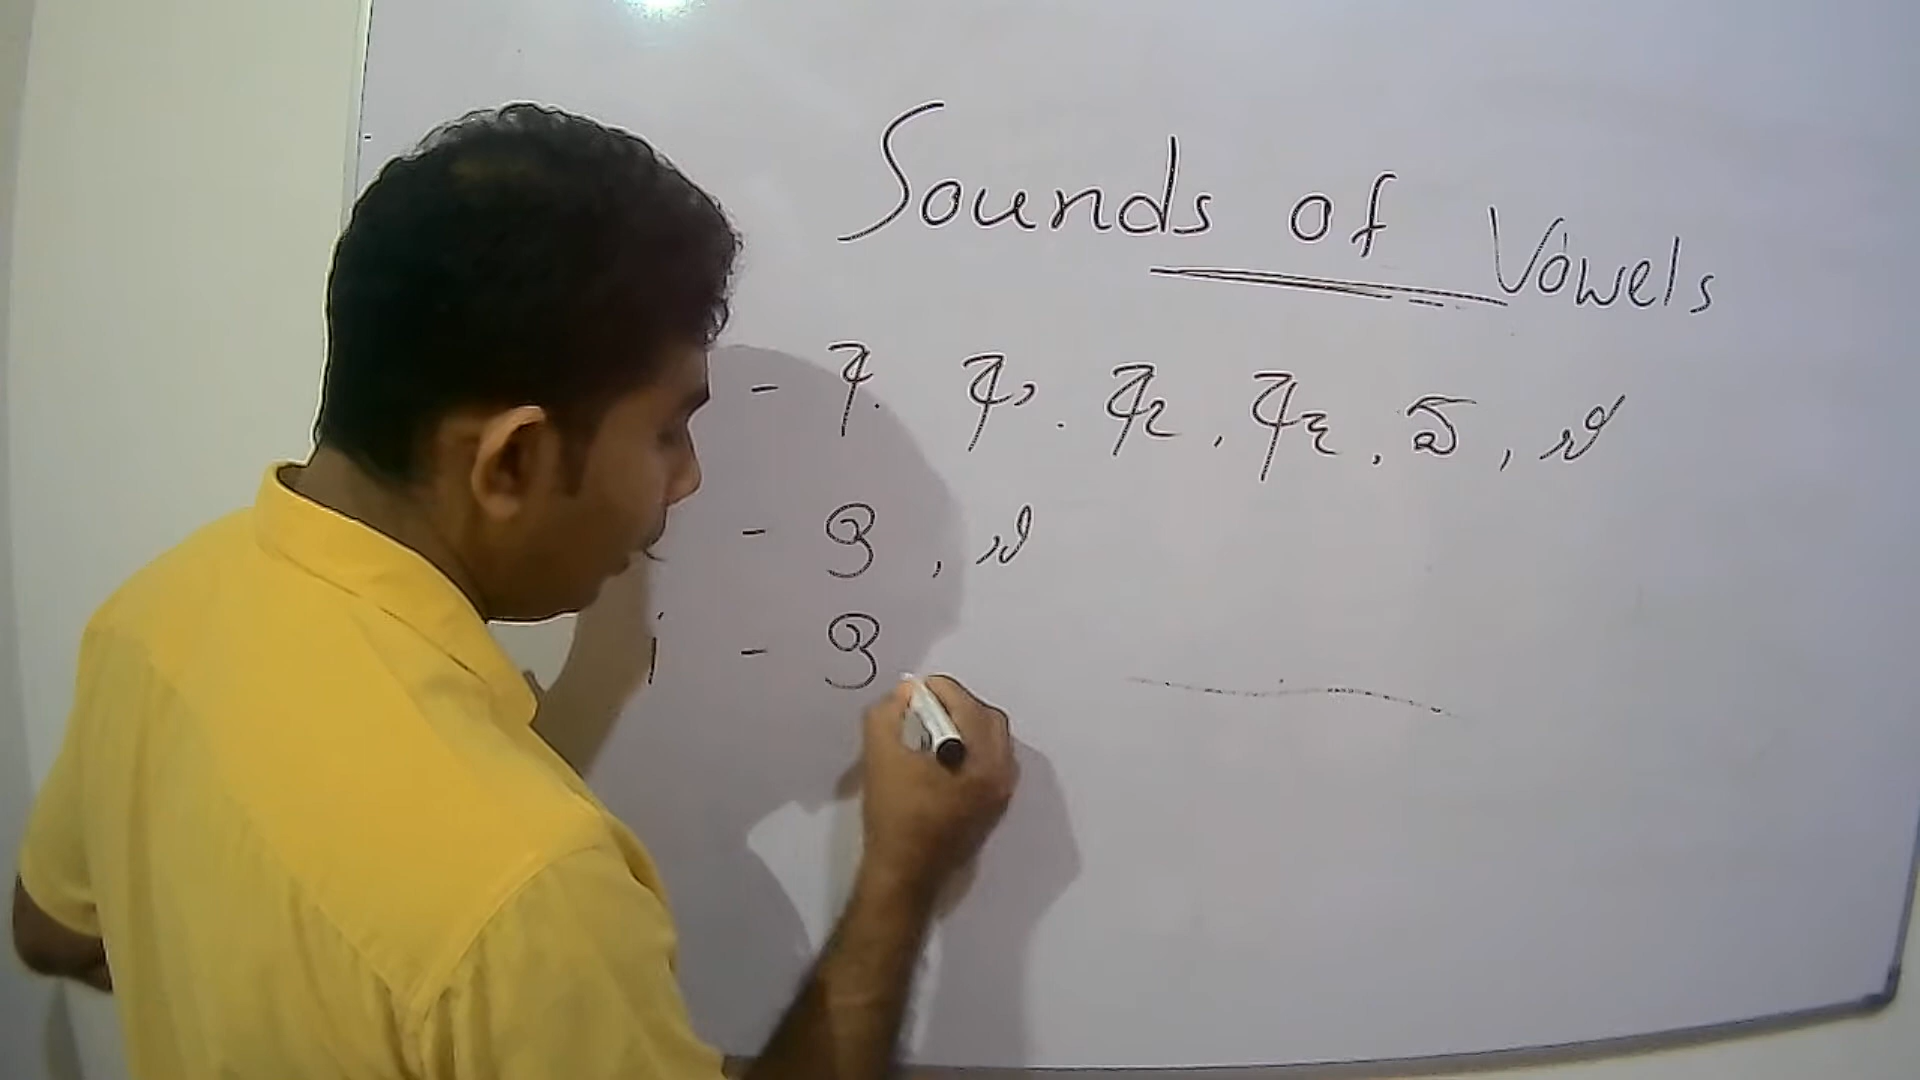 Sounds of Vowels
- අ. ආ . ඇ , ඈ , ඕ , ඒ
- ඉ , එ
i - ඉ